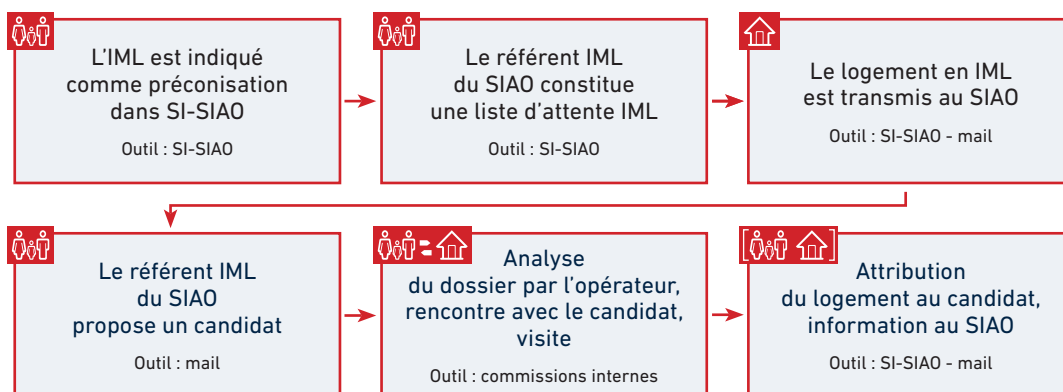 L’IML est indiqué
comme préconisation
dans SI-SIAO
Outil : SI-SIAO
Le référent IML
du SIAO constitue
une liste d’attente IML
Outil : SI-SIAO
Le logement en IML
est transmis au SIAO
Outil : SI-SIAO - mail
Le référent IML
du SIAO
propose un candidat
Outil : mail
Analyse
du dossier par l’opérateur,
rencontre avec le candidat,
visite
Outil : commissions internes
Attribution
du logement au candidat,
information au SIAO
Outil : SI-SIAO - mail